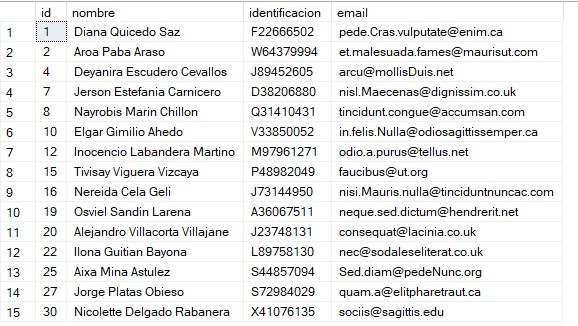 id nombre identificacion email
1 1 Diana Quicedo Saz F22666502 pede.Cras.vulputate@enim.ca
2 2 Aroa Paba Araso W64379994 et.malesuada.fames@maurisut.com
3 4 Deyanira Escudero Cevallos J89452605 arcu@mollisDuis.net
4 7 Jerson Estefania Carnicero D38206880 nisl.Maecenas@dignissim.co.uk
5 8 Nayrobis Marin Chillon Q31410431 tincidunt.congue@accumsan.com
6 10 Elgar Gimilio Ahedo V33850052 in.felis.Nulla@odiosagittissemper.ca
7 12 Inocencio Labandera Martino M97961271 odio.a.purus@tellus.net
8 15 Tivisay Viguera Vizcaya P48982049 faucibus@ut.org
9 16 Nereida Cela Geli J73144950 nisi.Mauris.nulla@tinciduntnuncac.com
10 19 Osviel Sandin Larena A36067511 neque.sed.dictum@hendrerit.net
11 20 Alejandro Villacorta Villajane J23748131 consequat@lacinia.co.uk
12 22 Ilona Guitian Bayona L89758130 nec@sodaleseliterat.co.uk
13 25 Aixa Mina Astulez S44857094 Sed.diam@pedeNunc.org
14 27 Jorge Platas Obieso S72984029 quam.a@elitpharetraut.ca
15 30 Nicolette Delgado Rabanera X41076135 sociis@sagittis.edu